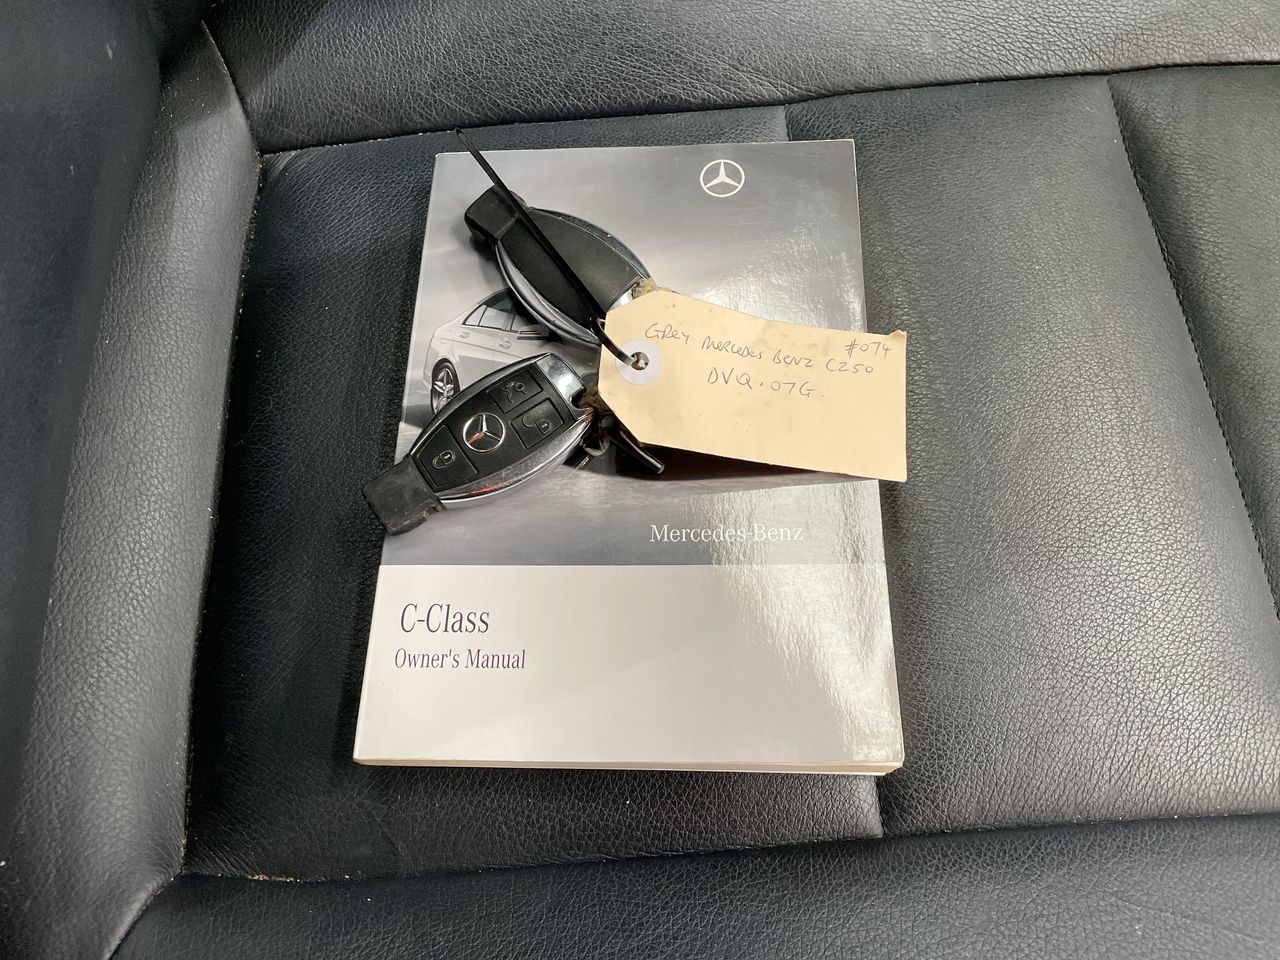 #074
GREY MERCEDES BENZ C250
DVQ.07G
Mercedes-Benz
C-Class
Owner's Manual